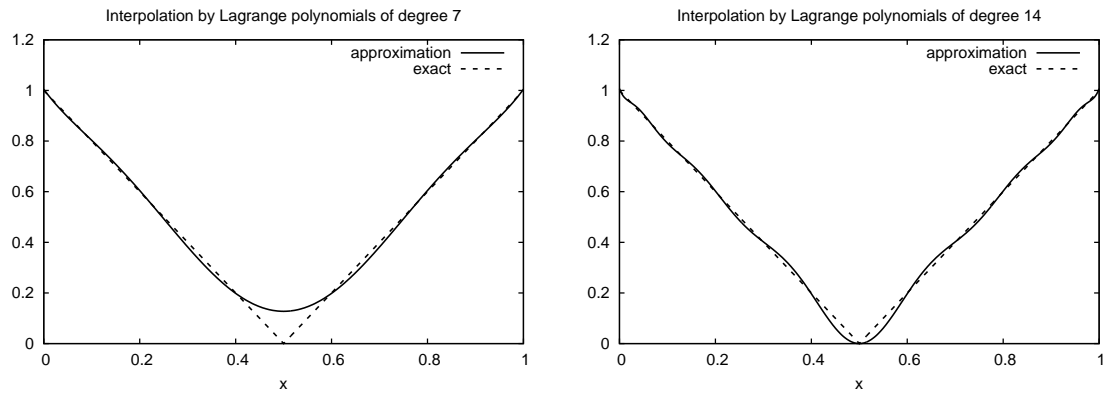 Interpolation by Lagrange polynomials of degree 7
1.2
approximation
exact
1
0.8
0.6
0.4
0.2
0
0 0.2 0.4 0.6 0.8 1
x
Interpolation by Lagrange polynomials of degree 14
1.2
approximation
exact
1
0.8
0.6
0.4
0.2
0
0 0.2 0.4 0.6 0.8 1
x